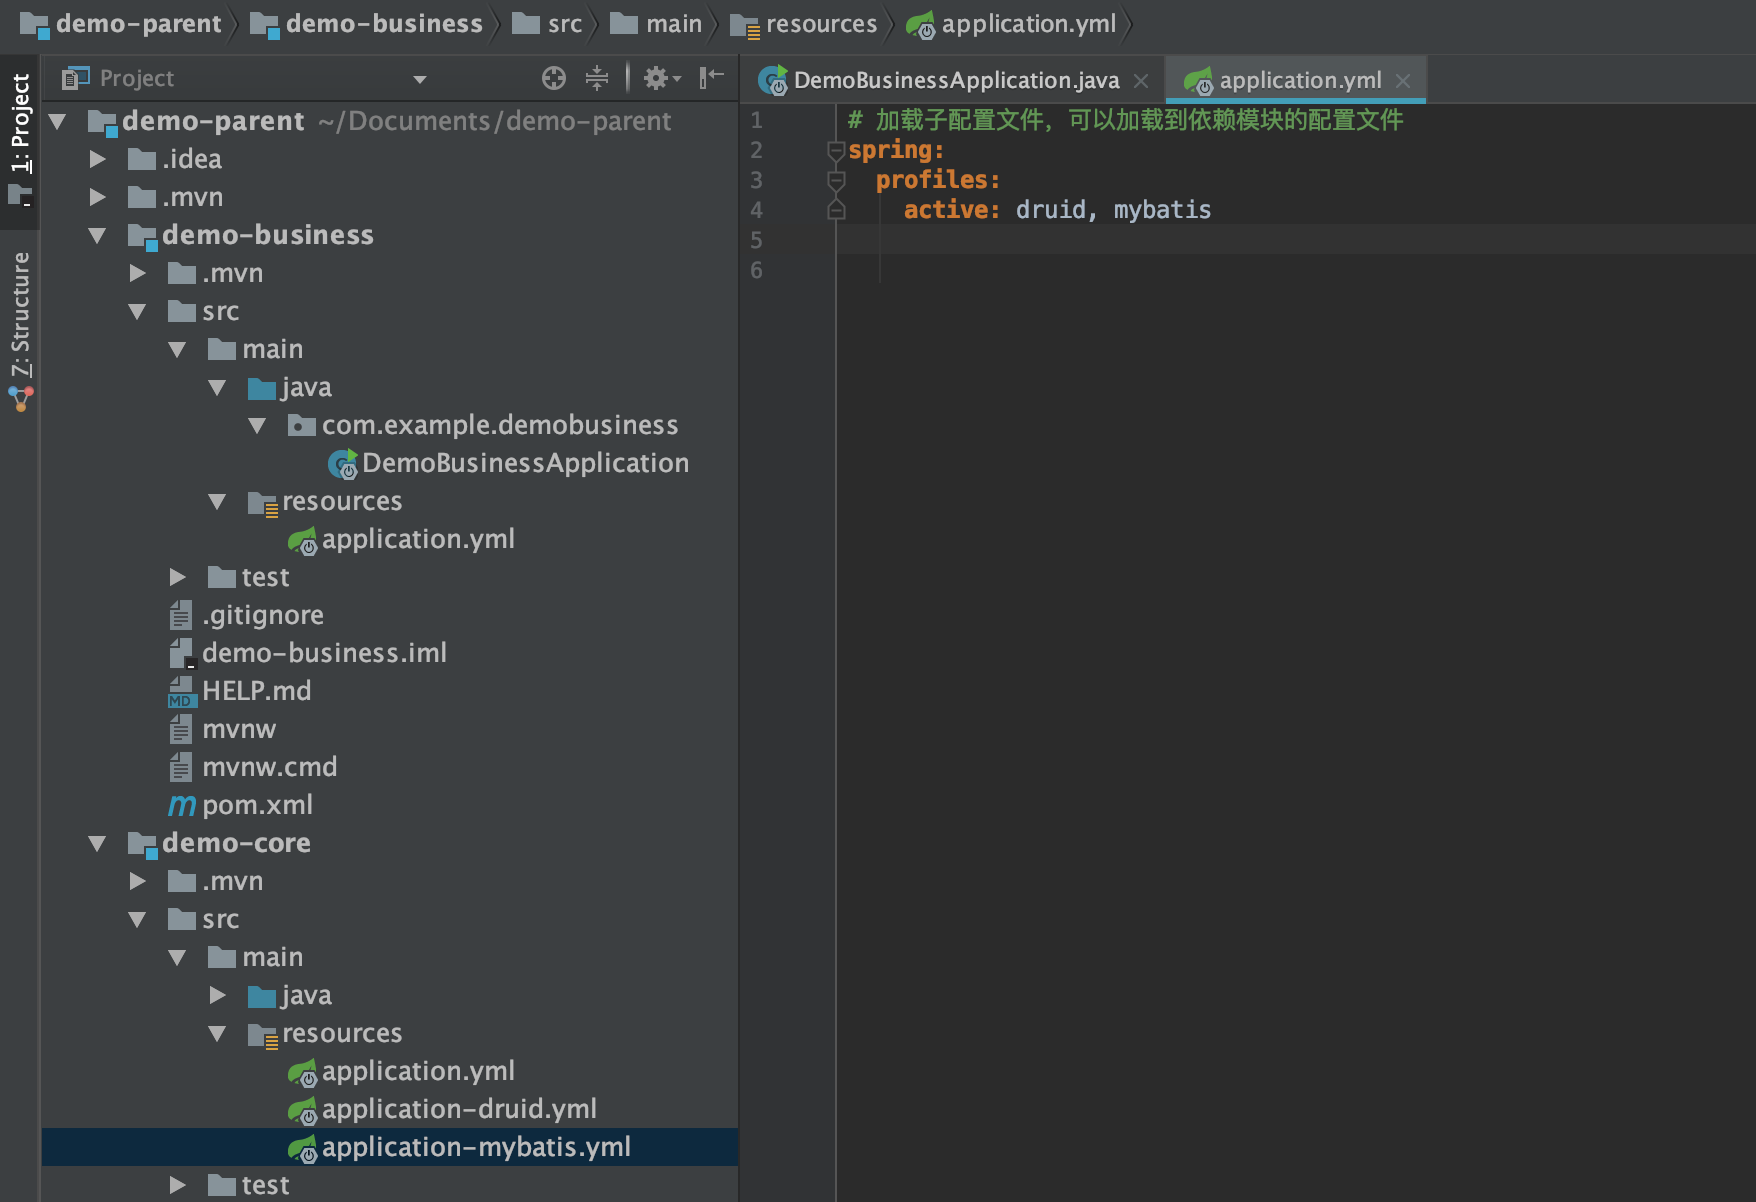 demo-parent demo-business src main resources application.yml
1: Project
7: Structure
Project
demo-parent ~/Documents/demo-parent
.idea
.mvn
demo-business
.mvn
src
main
java
com.example.demobusiness
DemoBusinessApplication
resources
application.yml
test
.gitignore
demo-business.iml
HELP.md
mvnw
mvnw.cmd
pom.xml
demo-core
.mvn
src
main
java
resources
application.yml
application-druid.yml
application-mybatis.yml
test
DemoBusinessApplication.java application.yml
1 # 加载子配置文件，可以加载到依赖模块的配置文件
2 spring:
3 profiles:
4 active: druid, mybatis
5
6